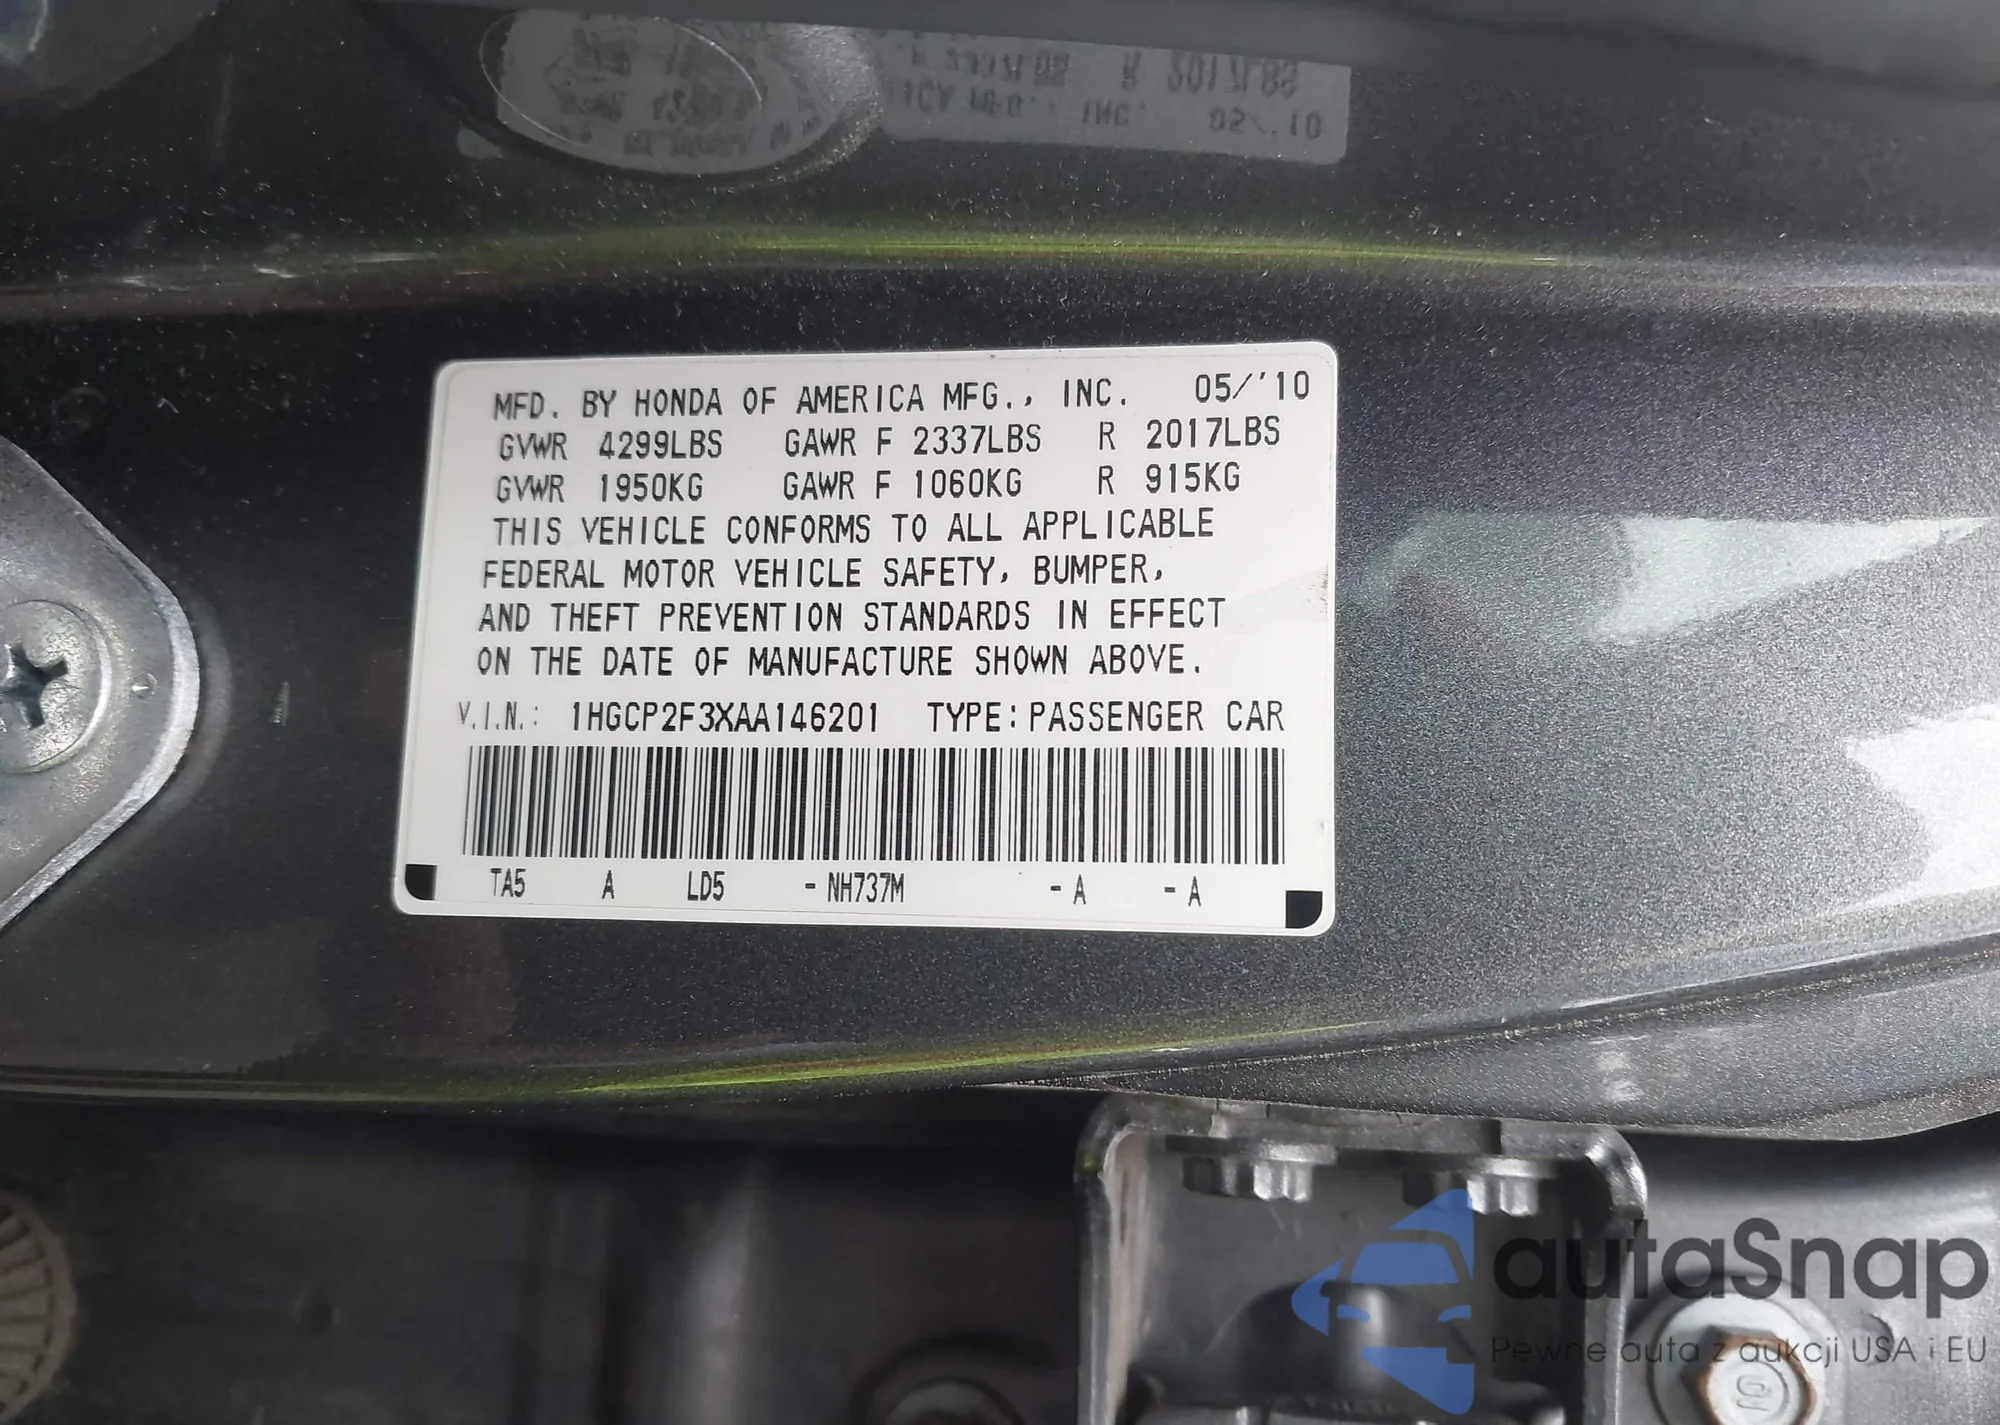 MFD. BY HONDA OF AMERICA MFG., INC. 05/'10
GVWR 4299LBS GAWR F 2337LBS R 2017LBS
GVWR 1950KG GAWR F 1060KG R 915KG
THIS VEHICLE CONFORMS TO ALL APPLICABLE
FEDERAL MOTOR VEHICLE SAFETY, BUMPER,
AND THEFT PREVENTION STANDARDS IN EFFECT
ON THE DATE OF MANUFACTURE SHOWN ABOVE.
V.I.N.: 1HGCP2F3XAA146201 TYPE: PASSENGER CAR
TA5 A LD5 - NH737M - A - A
autaSnap
Pewne auta z aukcji USA i EU